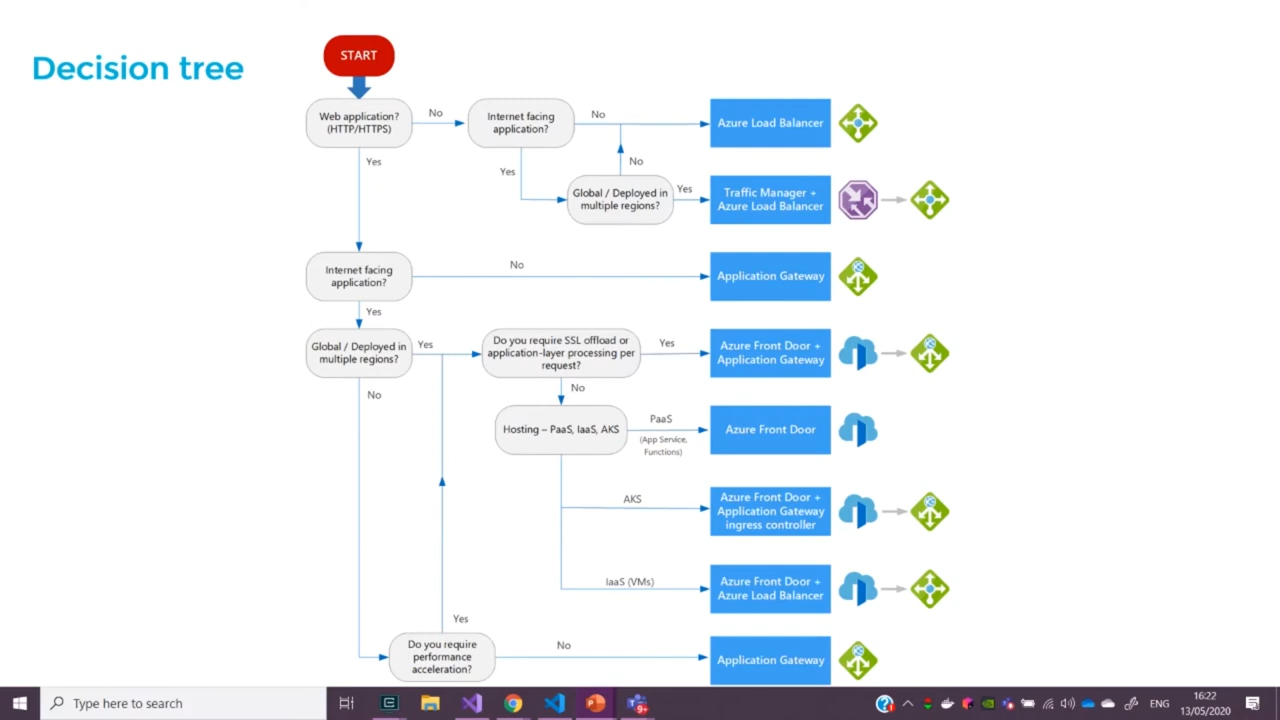 Decision tree
START
Web application?
(HTTP/HTTPS)
No
Internet facing
application?
No
Azure Load Balancer
Yes
Yes
No
Global / Deployed in
multiple regions?
Yes
Traffic Manager +
Azure Load Balancer
Internet facing
application?
No
Application Gateway
Yes
Global / Deployed in
multiple regions?
Yes
Do you require SSL offload or
application-layer processing per
request?
Yes
Azure Front Door +
Application Gateway
No
No
Hosting – PaaS, IaaS, AKS
PaaS
(App Service,
Functions)
Azure Front Door
AKS
Azure Front Door +
Application Gateway
ingress controller
IaaS (VMs)
Azure Front Door +
Azure Load Balancer
Yes
Do you require
performance
acceleration?
No
Application Gateway
Type here to search
ENG
16:22
13/05/2020